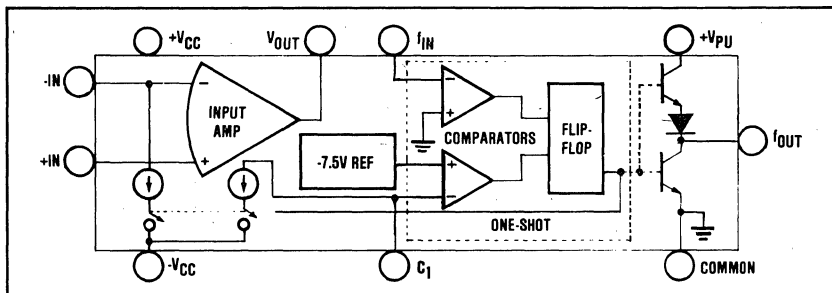 +VCC
VOUT
fIN
+VPU
-IN
−
INPUT
AMP
−
+
COMPARATORS
FLIP-
FLOP
fOUT
+IN
+
-7.5V REF
+
−
ONE-SHOT
-VCC
C1
COMMON